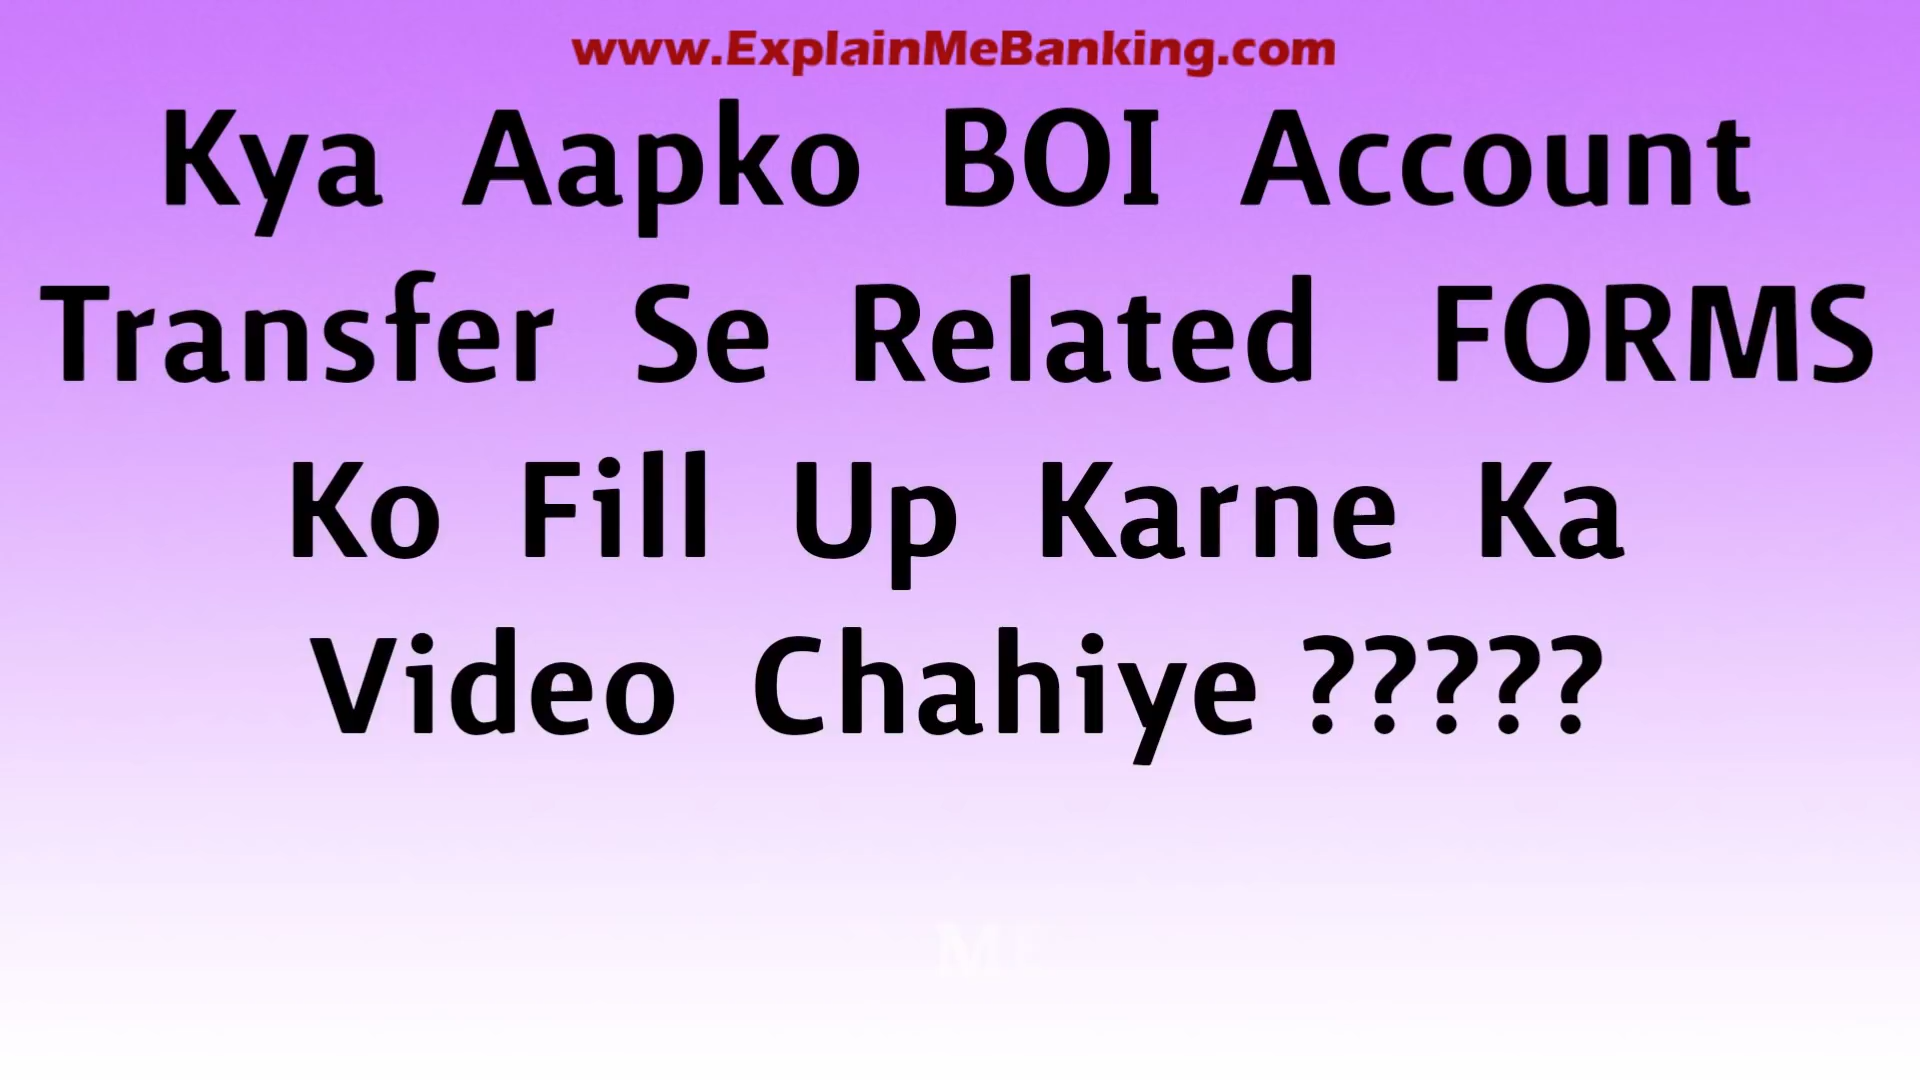 www.ExplainMeBanking.com
Kya Aapko BOI Account
Transfer Se Related FORMS
Ko Fill Up Karne Ka
Video Chahiye ?????